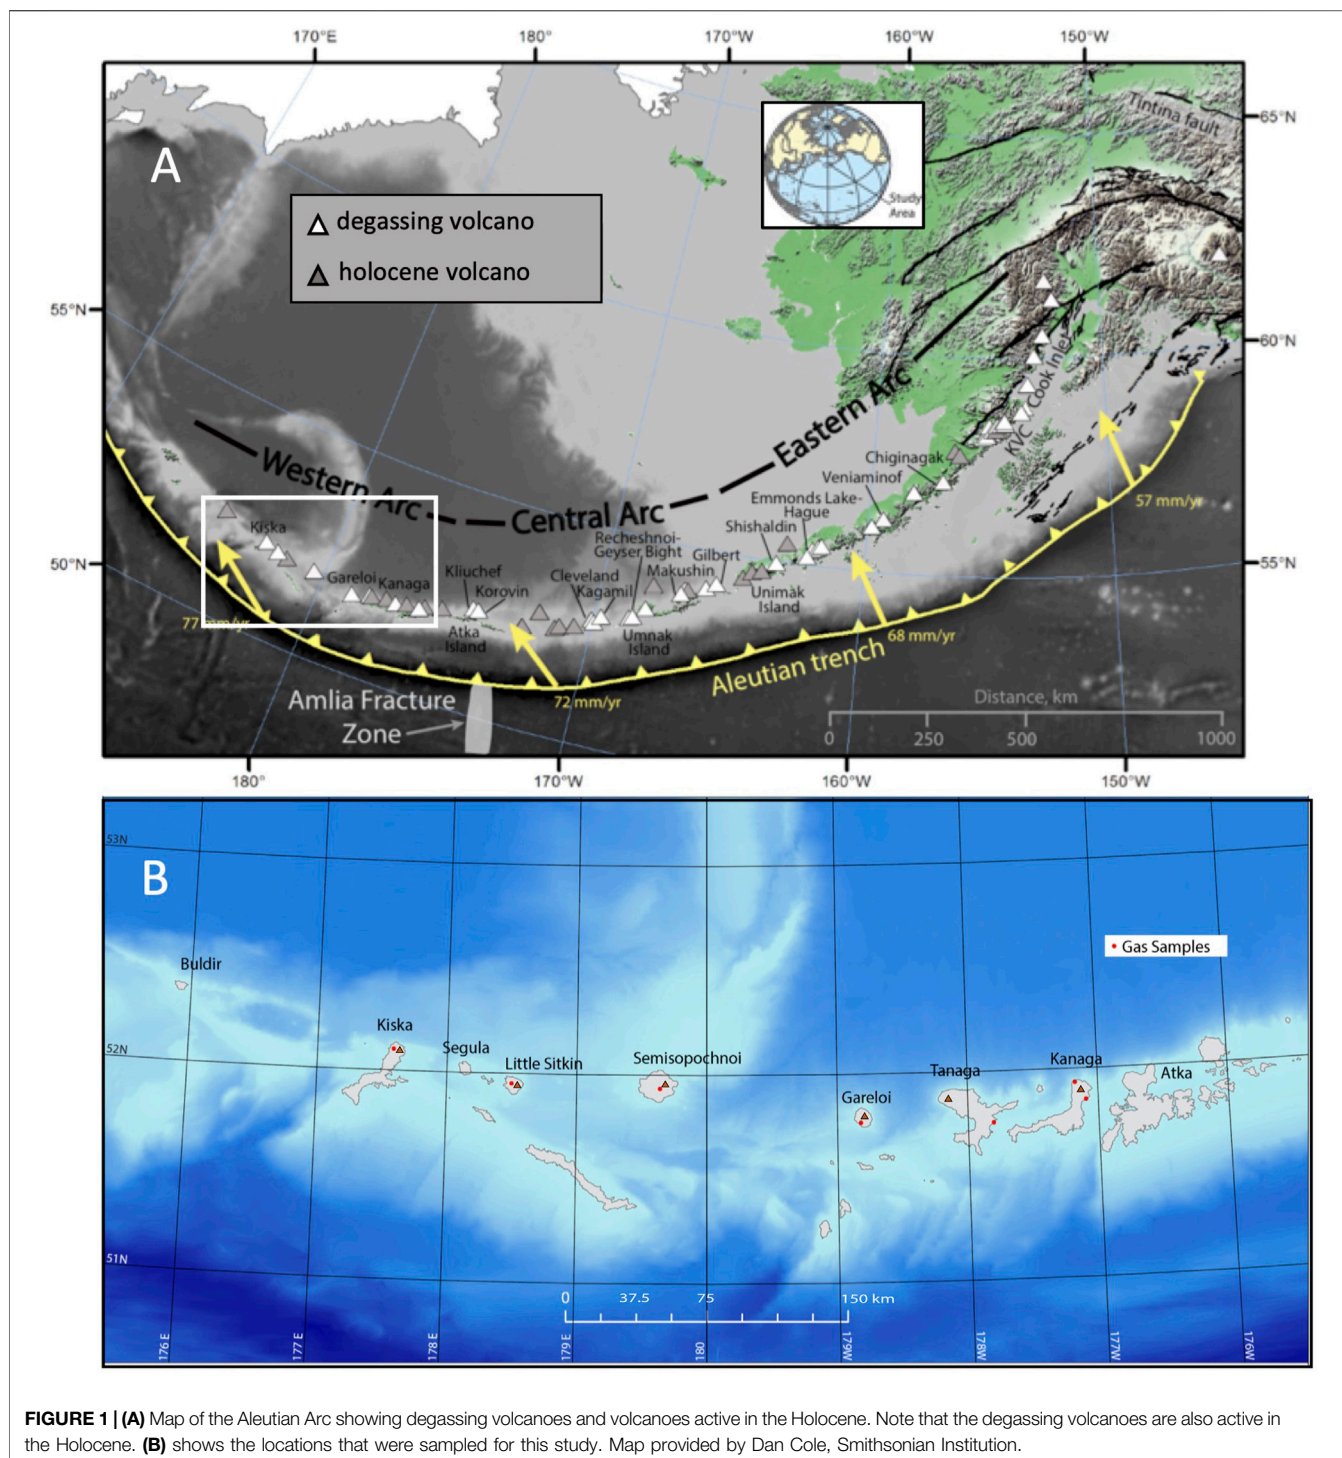 170°E 180° 170°W 160°W 150°W
A
degassing volcano
holocene volcano
Study
Area
Tintina fault
65°N
55°N
60°N
50°N
55°N
Western Arc
Central Arc
Eastern Arc
Cook Inlet
KVC
Chiginagak
Veniaminof
Emmonds Lake-
Hague
Shishaldin
Recheshnoi-
Geyser Bight
Gilbert
Makushin
Kiska
Gareloi
Kanaga
Kliuchef
Korovin
Cleveland
Kagamil
Atka
Island
Umnak
Island
Unimak
Island
77 mm/yr
72 mm/yr
68 mm/yr
57 mm/yr
Aleutian trench
Amlia Fracture
Zone
Distance, km
0 250 500 1000
180° 170°W 160°W 150°W
B
53N
52N
51N
Gas Samples
Buldir
Kiska
Segula
Little Sitkin
Semisopochnoi
Gareloi
Tanaga
Kanaga
Atka
0 37.5 75 150 km
176 E 177 E 178 E 179 E 180 179W 178W 177W 176W
FIGURE 1 | (A) Map of the Aleutian Arc showing degassing volcanoes and volcanoes active in the Holocene. Note that the degassing volcanoes are also active in
the Holocene. (B) shows the locations that were sampled for this study. Map provided by Dan Cole, Smithsonian Institution.